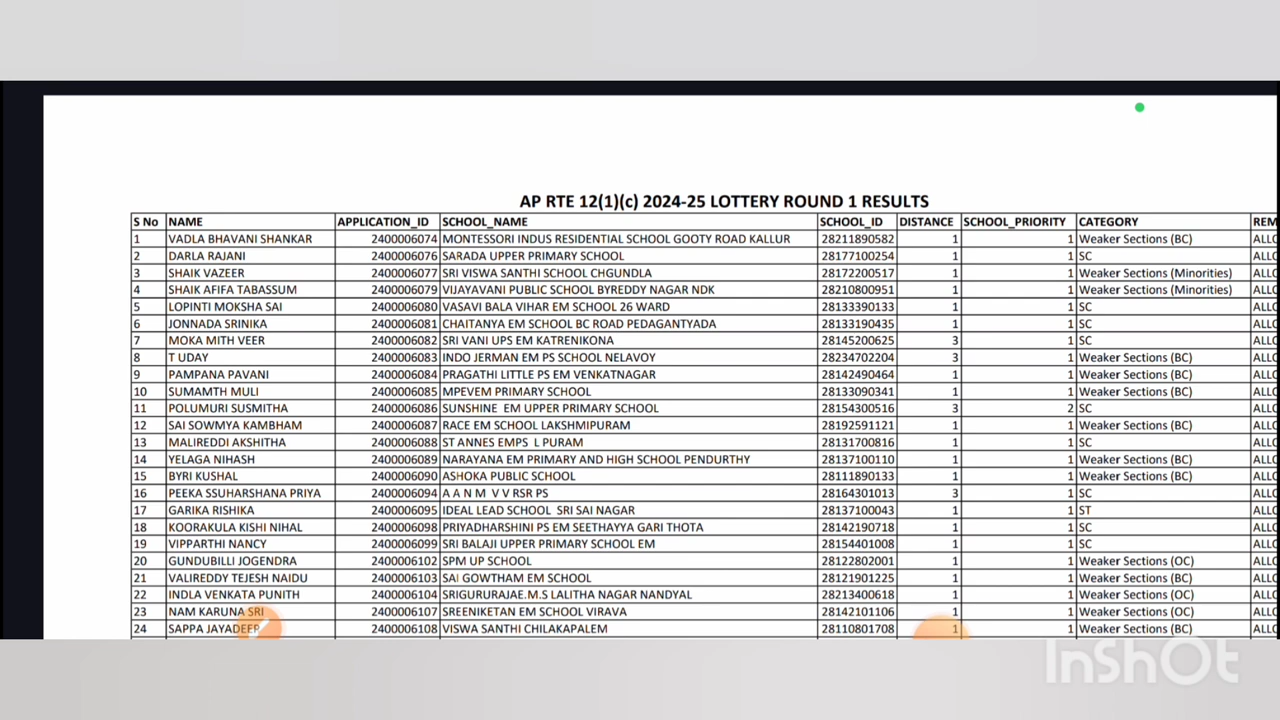 AP RTE 12(1)(c) 2024-25 LOTTERY ROUND 1 RESULTS
S No NAME APPLICATION_ID SCHOOL_NAME SCHOOL_ID DISTANCE SCHOOL_PRIORITY CATEGORY REM
1 VADLA BHAVANI SHANKAR 2400006074 MONTESSORI INDUS RESIDENTIAL SCHOOL GOOTY ROAD KALLUR 28211890582 1 1 Weaker Sections (BC) ALLO
2 DARLA RAJANI 2400006076 SARADA UPPER PRIMARY SCHOOL 28177100254 1 1 SC ALLO
3 SHAIK VAZEER 2400006077 SRI VISWA SANTHI SCHOOL CHGUNDLA 28172200517 1 1 Weaker Sections (Minorities) ALLO
4 SHAIK AFIFA TABASSUM 2400006079 VIJAYAVANI PUBLIC SCHOOL BYREDDY NAGAR NDK 28210800951 1 1 Weaker Sections (Minorities) ALLO
5 LOPINTI MOKSHA SAI 2400006080 VASAVI BALA VIHAR EM SCHOOL 26 WARD 28133390133 1 1 SC ALLO
6 JONNADA SRINIKA 2400006081 CHAITANYA EM SCHOOL BC ROAD PEDAGANTYADA 28133190435 1 1 SC ALLO
7 MOKA MITH VEER 2400006082 SRI VANI UPS EM KATRENIKONA 28145200625 3 1 SC ALLO
8 T UDAY 2400006083 INDO JERMAN EM PS SCHOOL NELAVOY 28234702204 3 1 Weaker Sections (BC) ALLO
9 PAMPANA PAVANI 2400006084 PRAGATHI LITTLE PS EM VENKATNAGAR 28142490464 1 1 Weaker Sections (BC) ALLO
10 SUMAMTH MULI 2400006085 MPEVEM PRIMARY SCHOOL 28133090341 1 1 Weaker Sections (BC) ALLO
11 POLUMURI SUSMITHA 2400006086 SUNSHINE EM UPPER PRIMARY SCHOOL 28154300516 3 2 SC ALLO
12 SAI SOWMYA KAMBHAM 2400006087 RACE EM SCHOOL LAKSHMIPURAM 28192591121 1 1 Weaker Sections (BC) ALLO
13 MALIREDDI AKSHITHA 2400006088 ST ANNES EMPS L PURAM 28131700816 1 1 SC ALLO
14 YELAGA NIHASH 2400006089 NARAYANA EM PRIMARY AND HIGH SCHOOL PENDURTHY 28137100110 1 1 Weaker Sections (BC) ALLO
15 BYRI KUSHAL 2400006090 ASHOKA PUBLIC SCHOOL 28111890133 1 1 Weaker Sections (BC) ALLO
16 PEEKA SSUHARSHANA PRIYA 2400006094 A A N M V V RSR PS 28164301013 3 1 SC ALLO
17 GARIKA RISHIKA 2400006095 IDEAL LEAD SCHOOL SRI SAI NAGAR 28137100043 1 1 ST ALLO
18 KOORAKULA KISHI NIHAL 2400006098 PRIYADHARSHINI PS EM SEETHAYYA GARI THOTA 28142190718 1 1 SC ALLO
19 VIPPARTHI NANCY 2400006099 SRI BALAJI UPPER PRIMARY SCHOOL EM 28154401008 1 1 SC ALLO
20 GUNDUBILLI JOGENDRA 2400006102 SPM UP SCHOOL 28122802001 1 1 Weaker Sections (OC) ALLO
21 VALIREDDY TEJESH NAIDU 2400006103 SAI GOWTHAM EM SCHOOL 28121901225 1 1 Weaker Sections (BC) ALLO
22 INDLA VENKATA PUNITH 2400006104 SRIGURURAJAE.M.S LALITHA NAGAR NANDYAL 28213400618 1 1 Weaker Sections (OC) ALLO
23 NAM KARUNA SRI 2400006107 SREENIKETAN EM SCHOOL VIRAVA 28142101106 1 1 Weaker Sections (OC) ALLO
24 SAPPA JAYADEEP 2400006108 VISWA SANTHI CHILAKAPALEM 28110801708 1 1 Weaker Sections (BC) ALLO
InShOt